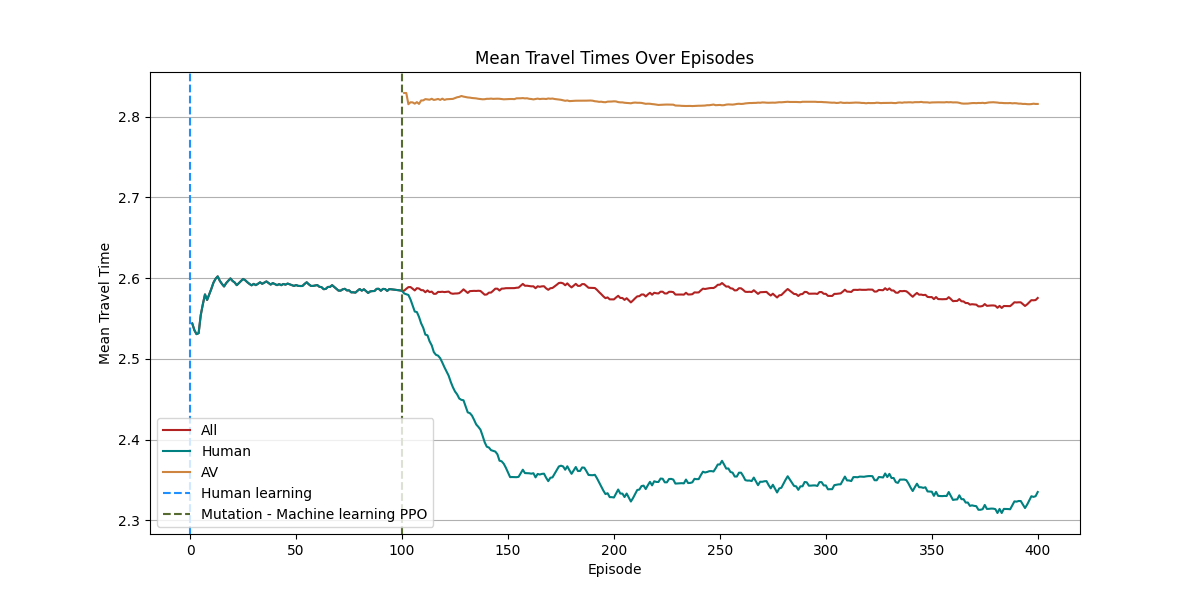 Mean Travel Times Over Episodes
Mean Travel Time
2.8
2.7
2.6
2.5
2.4
2.3
All
Human
AV
Human learning
Mutation - Machine learning PPO
0 50 100 150 200 250 300 350 400
Episode